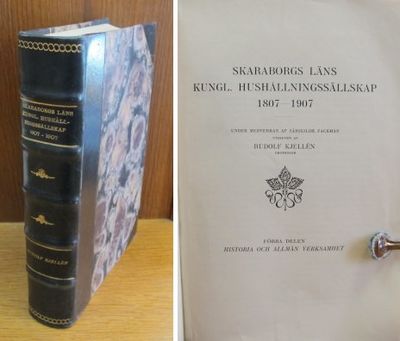 SKARABORGS LÄNS
KUNGL. HUSHÅLL-
NINGSSÄLLSKAP
1807 - 1907
RUDOLF KJELLÉN
SKARABORGS LÄNS
KUNGL. HUSHÅLLNINGSSÄLLSKAP
1807—1907
UNDER MEDVERKAN AF SÄRSKILDE FACKMÄN
UTGIFVEN AF
RUDOLF KJELLÉN
FÖRRA DELEN
HISTORIA OCH ALLMÄN VERKSAMHET